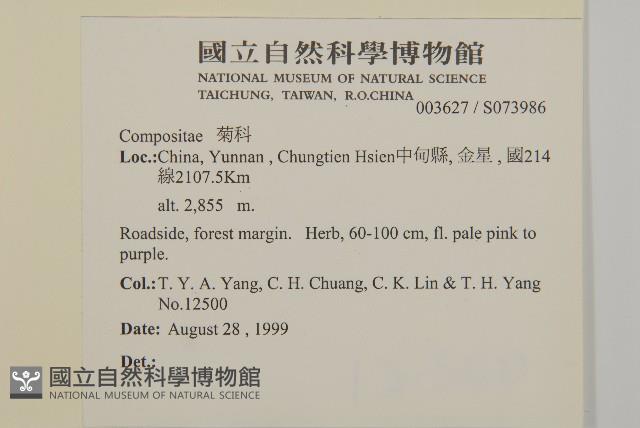 國立自然科學博物館
NATIONAL MUSEUM OF NATURAL SCIENCE
TAICHUNG, TAIWAN, R.O.CHINA
003627 / S073986
Compositae 菊科
Loc.:China, Yunnan , Chungtien Hsien中甸縣, 金星 , 國214
線2107.5Km
alt. 2,855 m.
Roadside, forest margin. Herb, 60-100 cm, fl. pale pink to
purple.
Col.: T. Y. A. Yang, C. H. Chuang, C. K. Lin & T. H. Yang
No.12500
Date: August 28 , 1999
Det.:
國立自然科學博物館
NATIONAL MUSEUM OF NATURAL SCIENCE